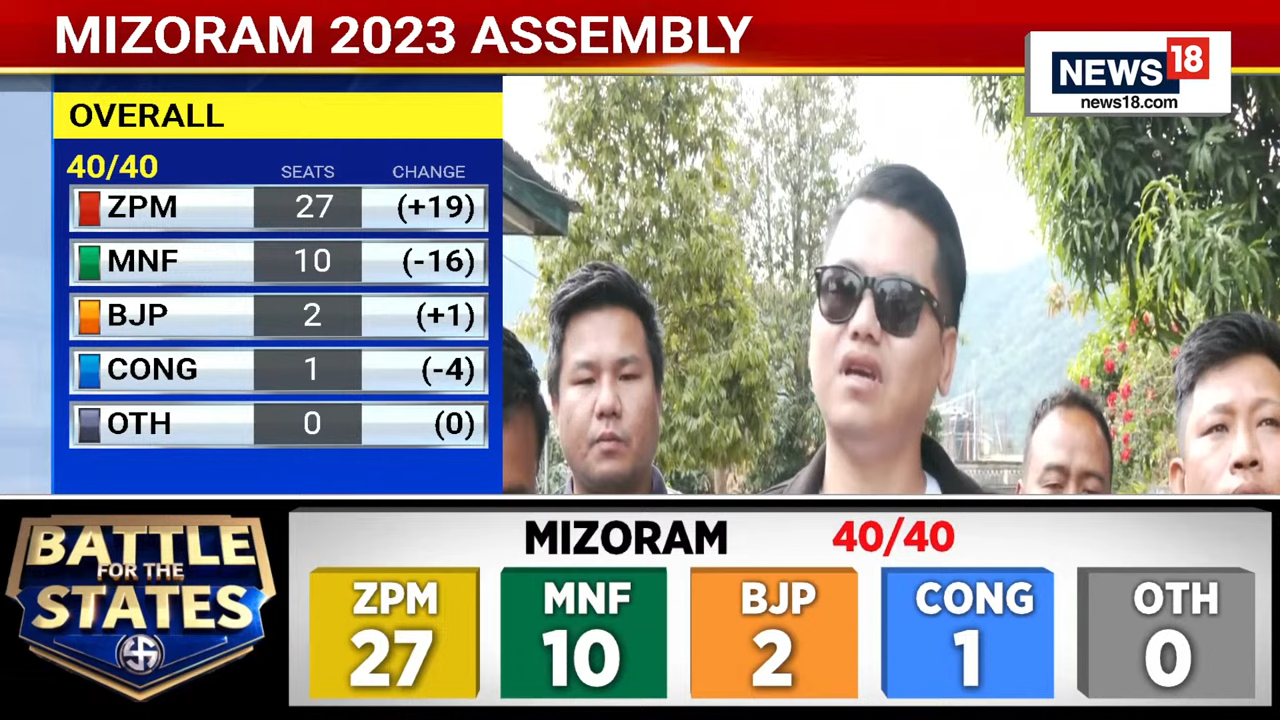 MIZORAM 2023 ASSEMBLY
NEWS 18
news18.com
OVERALL
40/40 SEATS CHANGE
ZPM 27 (+19)
MNF 10 (-16)
BJP 2 (+1)
CONG 1 (-4)
OTH 0 (0)
BATTLE
FOR THE
STATES
MIZORAM 40/40
ZPM MNF BJP CONG OTH
27 10 2 1 0